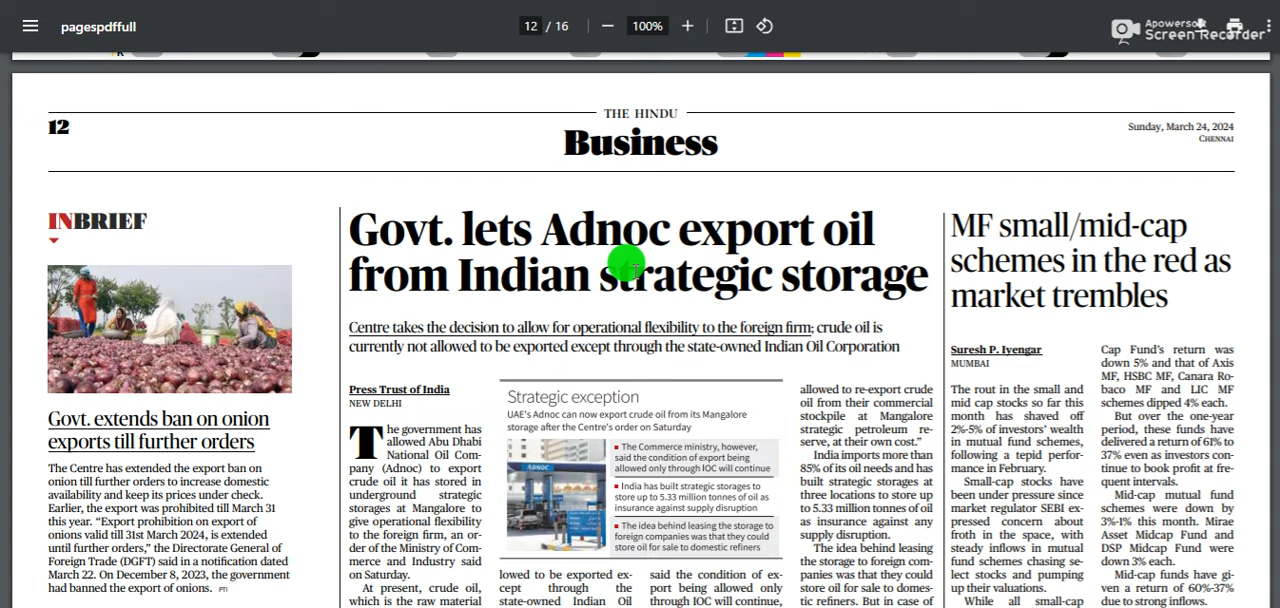 pagespdffull
12 / 16
100%
Apowersoft
Screen Recorder
12
THE HINDU
Business
Sunday, March 24, 2024
CHENNAI
INBRIEF
Govt. extends ban on onion
exports till further orders
The Centre has extended the export ban on
onion till further orders to increase domestic
availability and keep its prices under check.
Earlier, the export was prohibited till March 31
this year. “Export prohibition on export of
onions valid till 31st March 2024, is extended
until further orders,” the Directorate General of
Foreign Trade (DGFT) said in a notification dated
March 22. On December 8, 2023, the government
had banned the export of onions. PTI
Govt. lets Adnoc export oil
from Indian strategic storage
Centre takes the decision to allow for operational flexibility to the foreign firm; crude oil is
currently not allowed to be exported except through the state-owned Indian Oil Corporation
Press Trust of India
NEW DELHI
The government has
allowed Abu Dhabi
National Oil Com-
pany (Adnoc) to export
crude oil it has stored in
underground strategic
storages at Mangalore to
give operational flexibility
to the foreign firm, an or-
der of the Ministry of Com-
merce and Industry said
on Saturday.
At present, crude oil,
which is the raw material
Strategic exception
UAE's Adnoc can now export crude oil from its Mangalore
storage after the Centre's order on Saturday
ADNOC
▪ The Commerce ministry, however,
said the condition of export being
allowed only through IOC will continue
▪ India has built strategic storages to
store up to 5.33 million tonnes of oil as
insurance against supply disruption
▪ The idea behind leasing the storage to
foreign companies was that they could
store oil for sale to domestic refiners
lowed to be exported ex-
cept through the
state-owned Indian Oil
said the condition of ex-
port being allowed only
through IOC will continue,
allowed to re-export crude
oil from their commercial
stockpile at Mangalore
strategic petroleum re-
serve, at their own cost.”
India imports more than
85% of its oil needs and has
built strategic storages at
three locations to store up
to 5.33 million tonnes of oil
as insurance against any
supply disruption.
The idea behind leasing
the storage to foreign com-
panies was that they could
store oil for sale to domes-
tic refiners. But in case of
MF small/mid-cap
schemes in the red as
market trembles
Suresh P. Iyengar
MUMBAI
The rout in the small and
mid cap stocks so far this
month has shaved off
2%-5% of investors' wealth
in mutual fund schemes,
following a tepid perfor-
mance in February.
Small-cap stocks have
been under pressure since
market regulator SEBI ex-
pressed concern about
froth in the space, with
steady inflows in mutual
fund schemes chasing se-
lect stocks and pumping
up their valuations.
While all small-cap
Cap Fund's return was
down 5% and that of Axis
MF, HSBC MF, Canara Ro-
baco MF and LIC MF
schemes dipped 4% each.
But over the one-year
period, these funds have
delivered a return of 61% to
37% even as investors con-
tinue to book profit at fre-
quent intervals.
Mid-cap mutual fund
schemes were down by
3%-1% this month. Mirae
Asset Midcap Fund and
DSP Midcap Fund were
down 3% each.
Mid-cap funds have gi-
ven a return of 60%-37%
due to strong inflows.